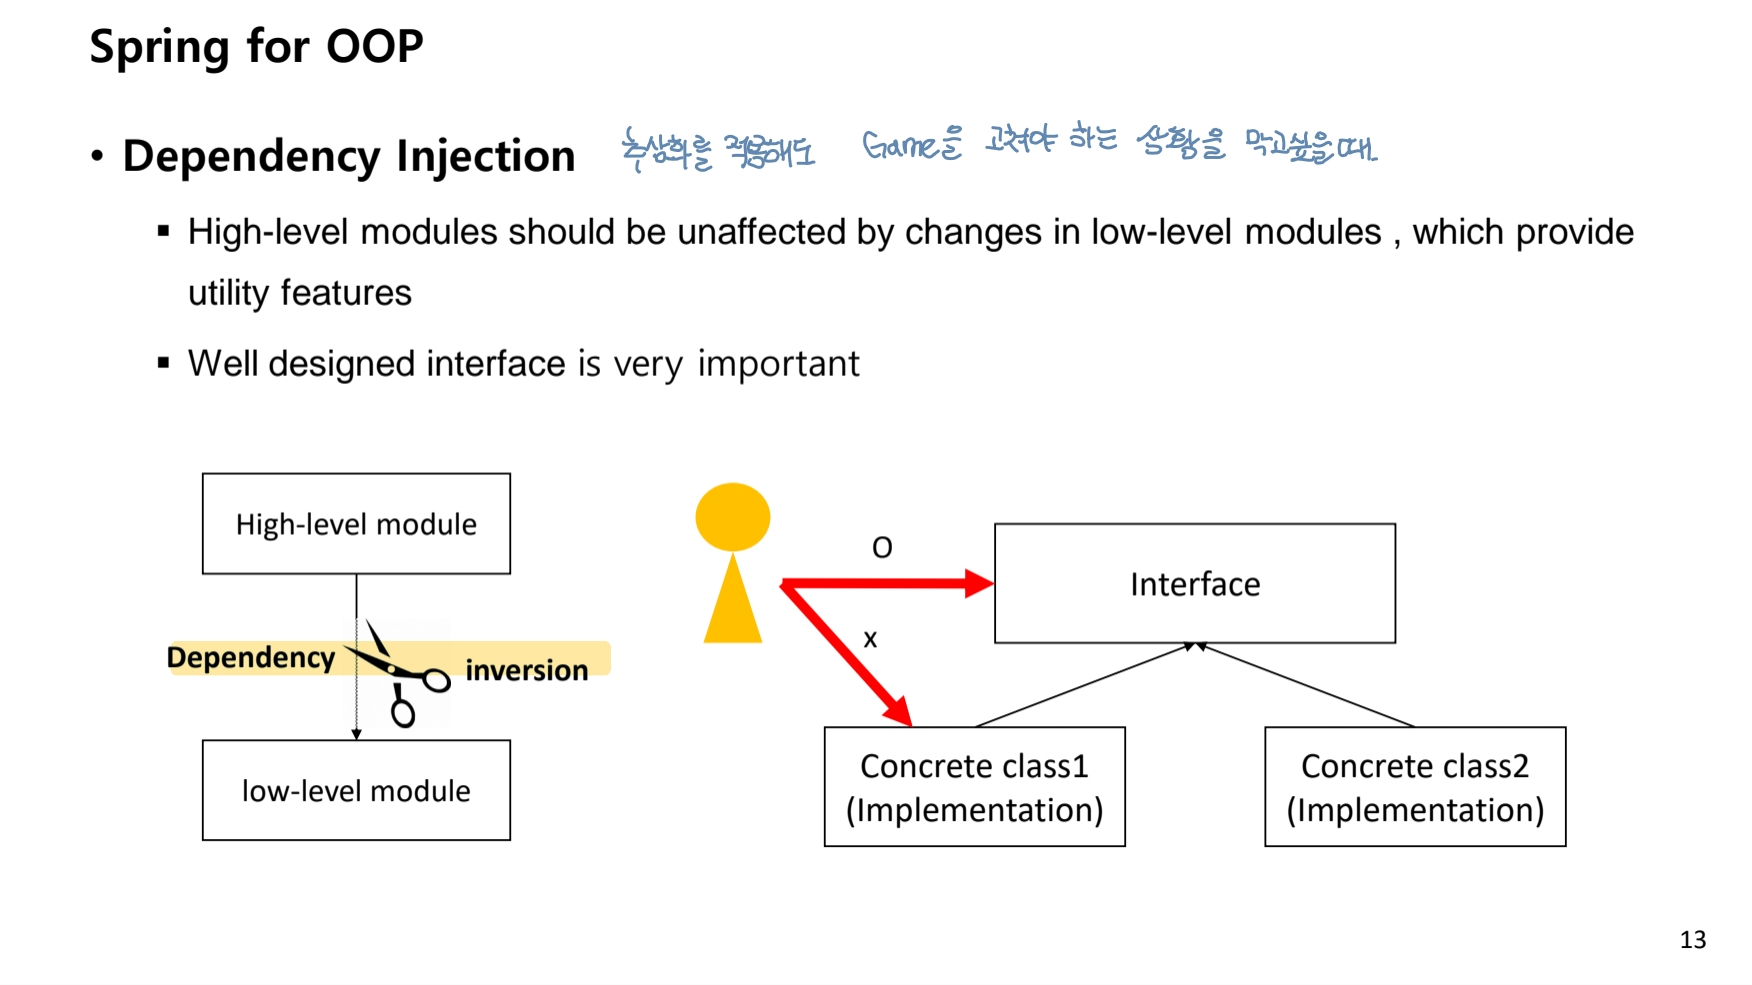 Spring for OOP
• Dependency Injection 추상화를 적용해도 Game을 고쳐야 하는 상황을 막고싶을때
▪ High-level modules should be unaffected by changes in low-level modules , which provide
utility features
▪ Well designed interface is very important
High-level module
Dependency inversion
low-level module
O
x
Interface
Concrete class1
(Implementation)
Concrete class2
(Implementation)
13